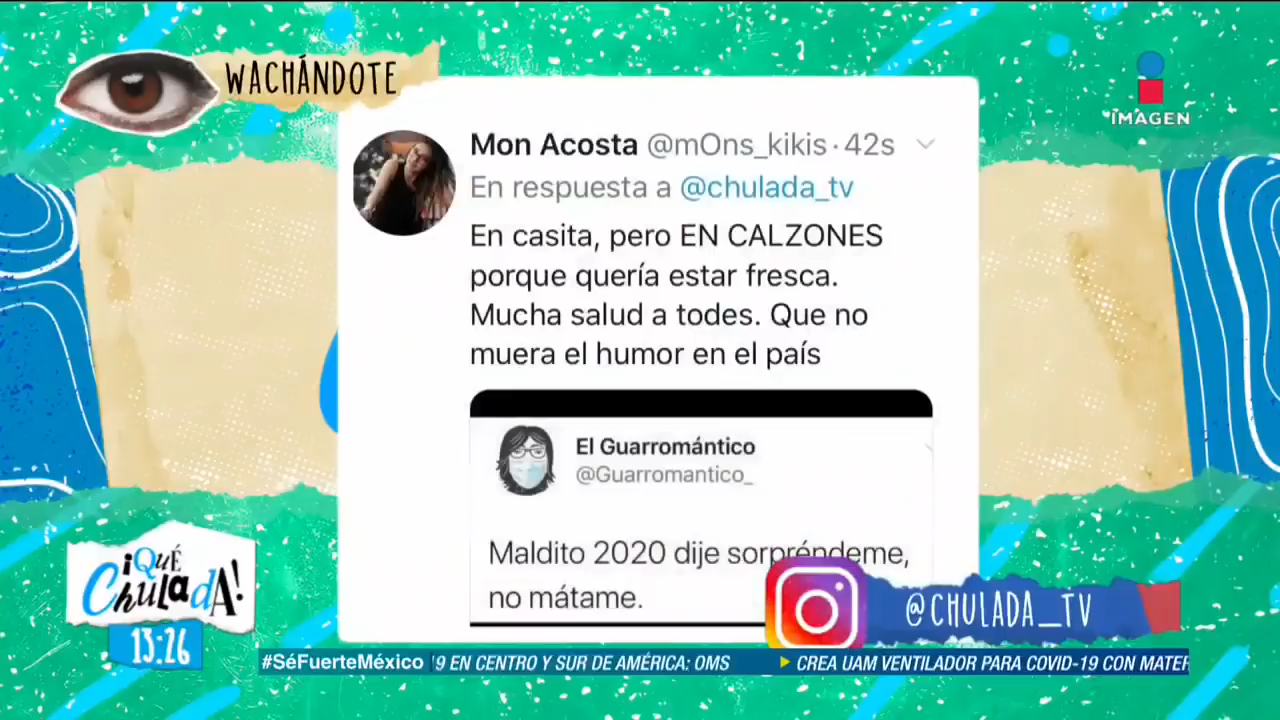 WACHÁNDOTE
IMAGEN
Mon Acosta @mOns_kikis · 42s
En respuesta a @chulada_tv
En casita, pero EN CALZONES
porque quería estar fresca.
Mucha salud a todes. Que no
muera el humor en el país
El Guarromántico
@Guarromantico_
Maldito 2020 dije sorpréndeme,
no mátame.
¡QUÉ
CHULADA!
13:26
@CHULADA_TV
#SéFuerteMéxico 9 EN CENTRO Y SUR DE AMÉRICA: OMS CREA UAM VENTILADOR PARA COVID-19 CON MATER